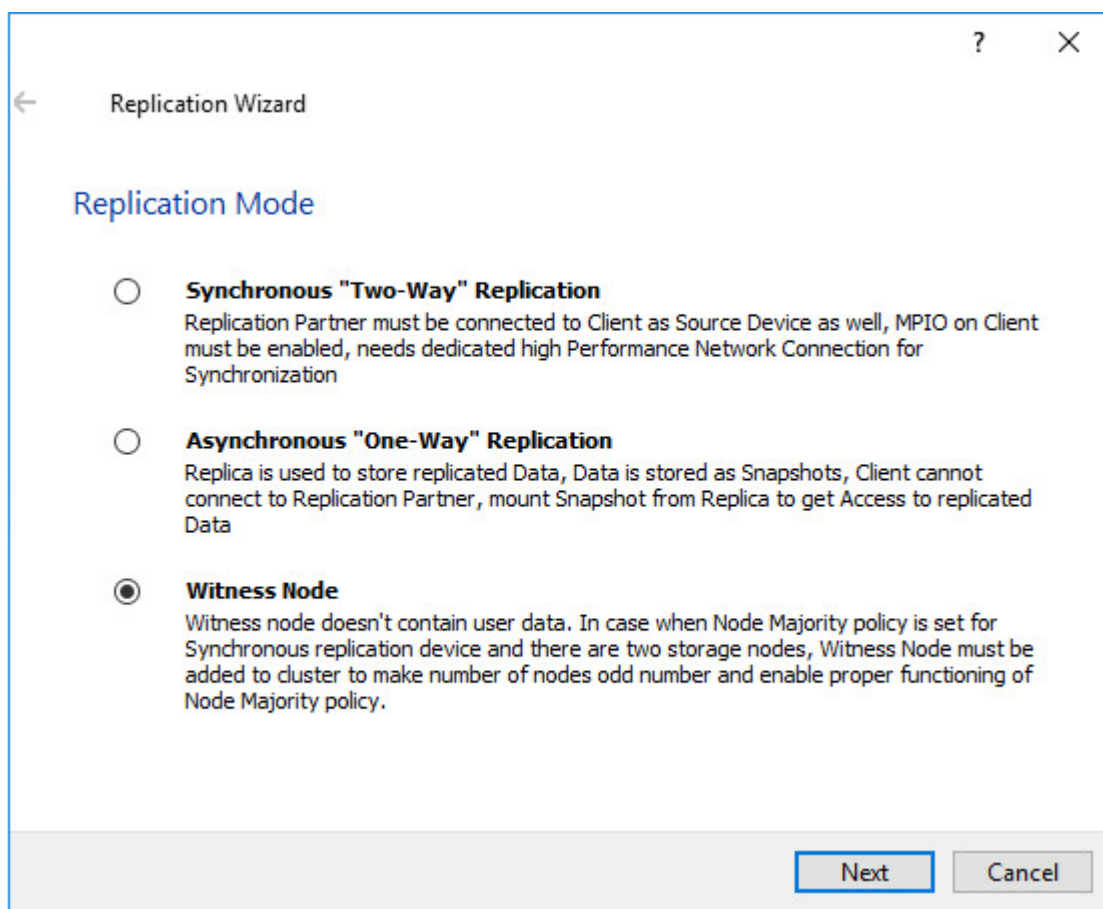 ?
Replication Wizard
Replication Mode
Synchronous "Two-Way" Replication
Replication Partner must be connected to Client as Source Device as well, MPIO on Client
must be enabled, needs dedicated high Performance Network Connection for
Synchronization
Asynchronous "One-Way" Replication
Replica is used to store replicated Data, Data is stored as Snapshots, Client cannot
connect to Replication Partner, mount Snapshot from Replica to get Access to replicated
Data
Witness Node
Witness node doesn't contain user data. In case when Node Majority policy is set for
Synchronous replication device and there are two storage nodes, Witness Node must be
added to cluster to make number of nodes odd number and enable proper functioning of
Node Majority policy.
Next Cancel